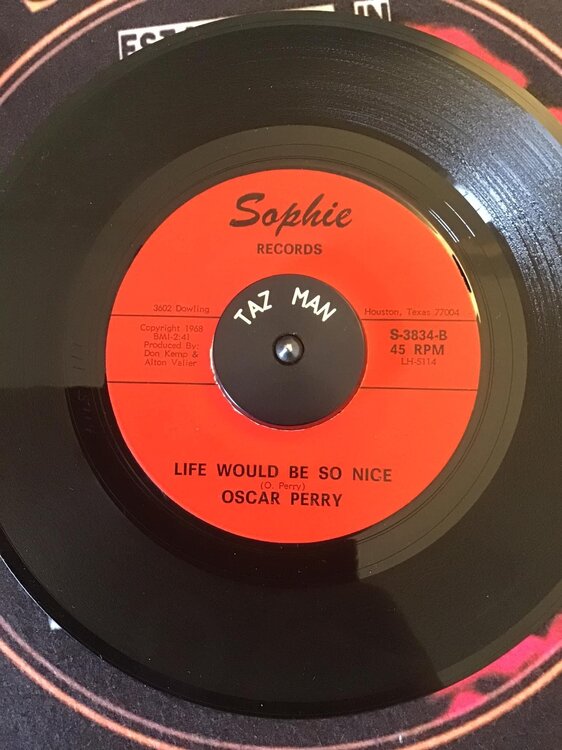 Sophie
RECORDS
3602 Dowling
Houston, Texas 77004
TAZ MAN
Copyright 1968
BMI-2:41
Produced By:
Don Kemp &
Alton Valier
S-3834-B
45 RPM
LH-5114
LIFE WOULD BE SO NICE
(O. Perry)
OSCAR PERRY